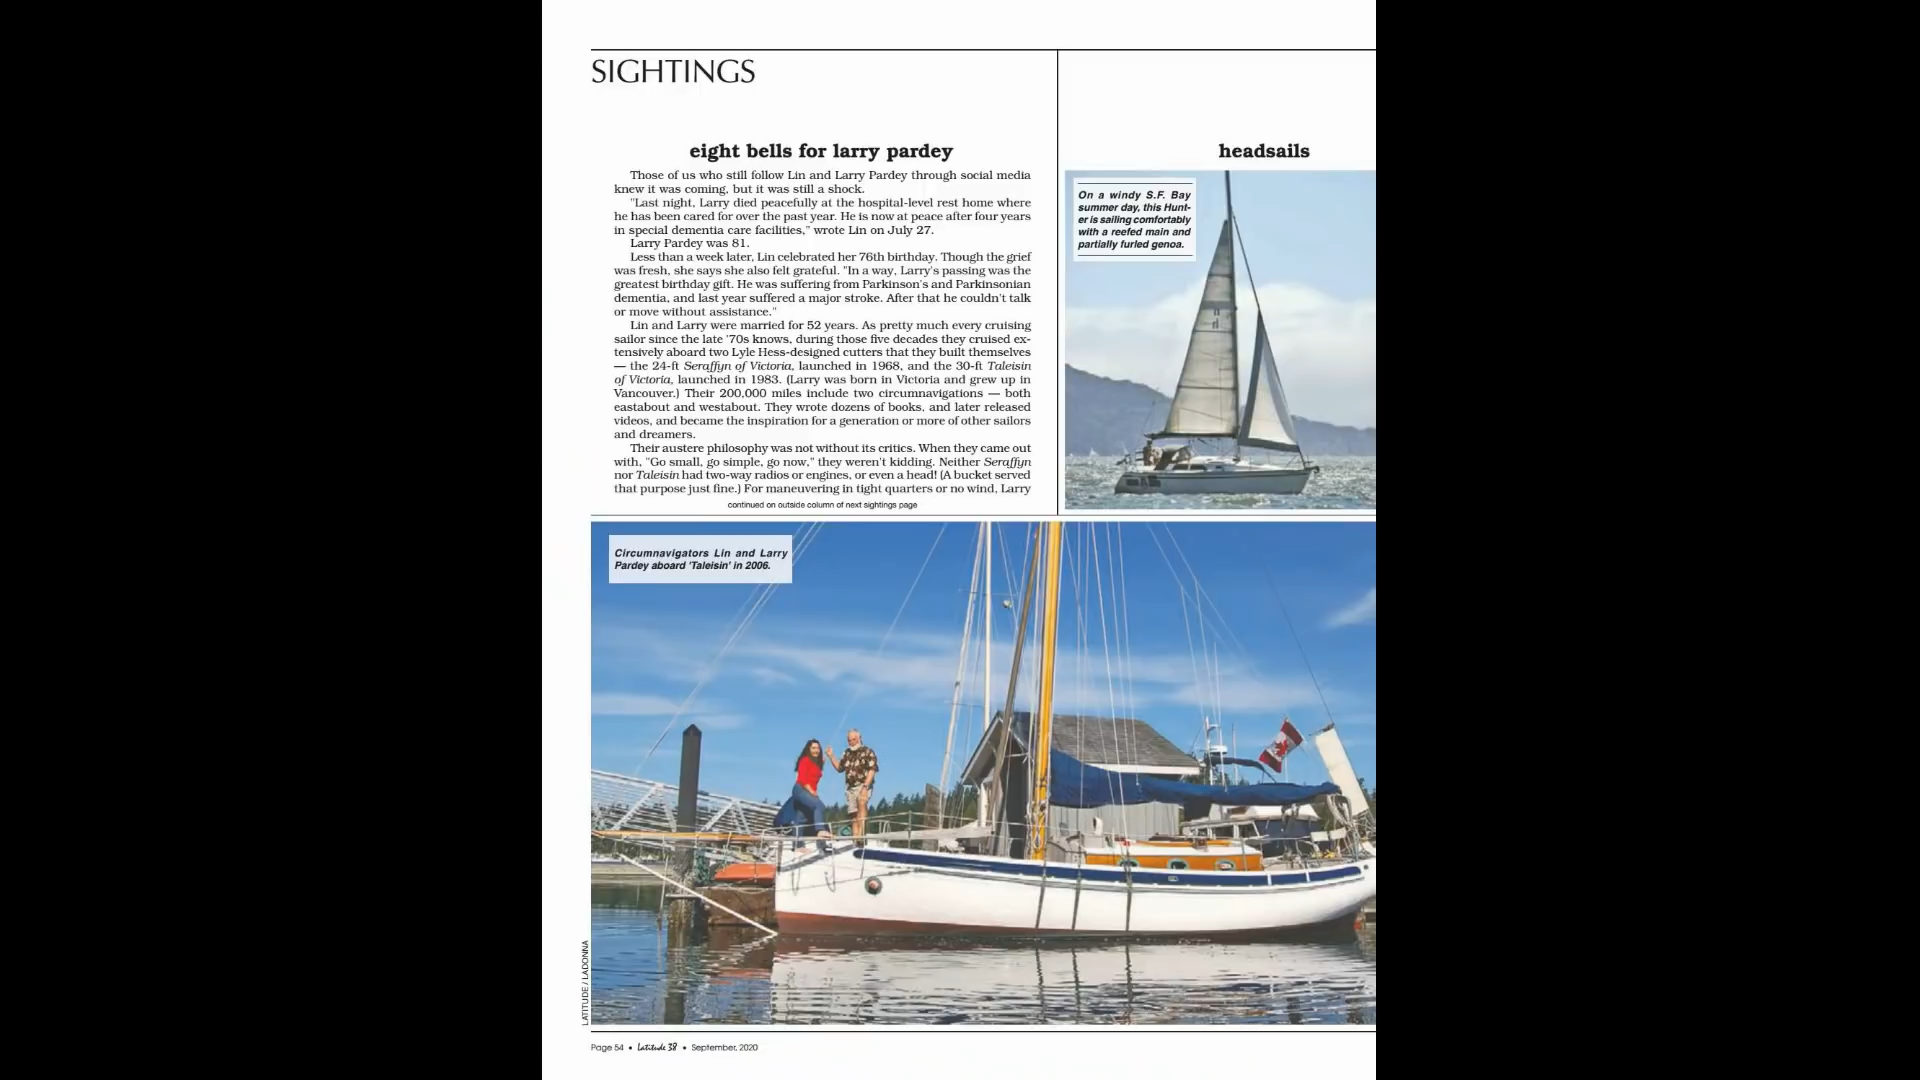 SIGHTINGS
eight bells for larry pardey
Those of us who still follow Lin and Larry Pardey through social media
knew it was coming, but it was still a shock.
"Last night, Larry died peacefully at the hospital-level rest home where
he has been cared for over the past year. He is now at peace after four years
in special dementia care facilities," wrote Lin on July 27.
Larry Pardey was 81.
Less than a week later, Lin celebrated her 76th birthday. Though the grief
was fresh, she says she also felt grateful. "In a way, Larry's passing was the
greatest birthday gift. He was suffering from Parkinson's and Parkinsonian
dementia, and last year suffered a major stroke. After that he couldn't talk
or move without assistance."
Lin and Larry were married for 52 years. As pretty much every cruising
sailor since the late '70s knows, during those five decades they cruised ex-
tensively aboard two Lyle Hess-designed cutters that they built themselves
— the 24-ft Seraffyn of Victoria, launched in 1968, and the 30-ft Taleisin
of Victoria, launched in 1983. (Larry was born in Victoria and grew up in
Vancouver.) Their 200,000 miles include two circumnavigations — both
eastabout and westabout. They wrote dozens of books, and later released
videos, and became the inspiration for a generation or more of other sailors
and dreamers.
Their austere philosophy was not without its critics. When they came out
with, "Go small, go simple, go now," they weren't kidding. Neither Seraffyn
nor Taleisin had two-way radios or engines, or even a head! (A bucket served
that purpose just fine.) For maneuvering in tight quarters or no wind, Larry
continued on outside column of next sightings page
headsails
On a windy S.F. Bay
summer day, this Hunt-
er is sailing comfortably
with a reefed main and
partially furled genoa.
Circumnavigators Lin and Larry
Pardey aboard 'Taleisin' in 2006.
LATITUDE / LADONNA
Page 54 • Latitude 38 • September, 2020